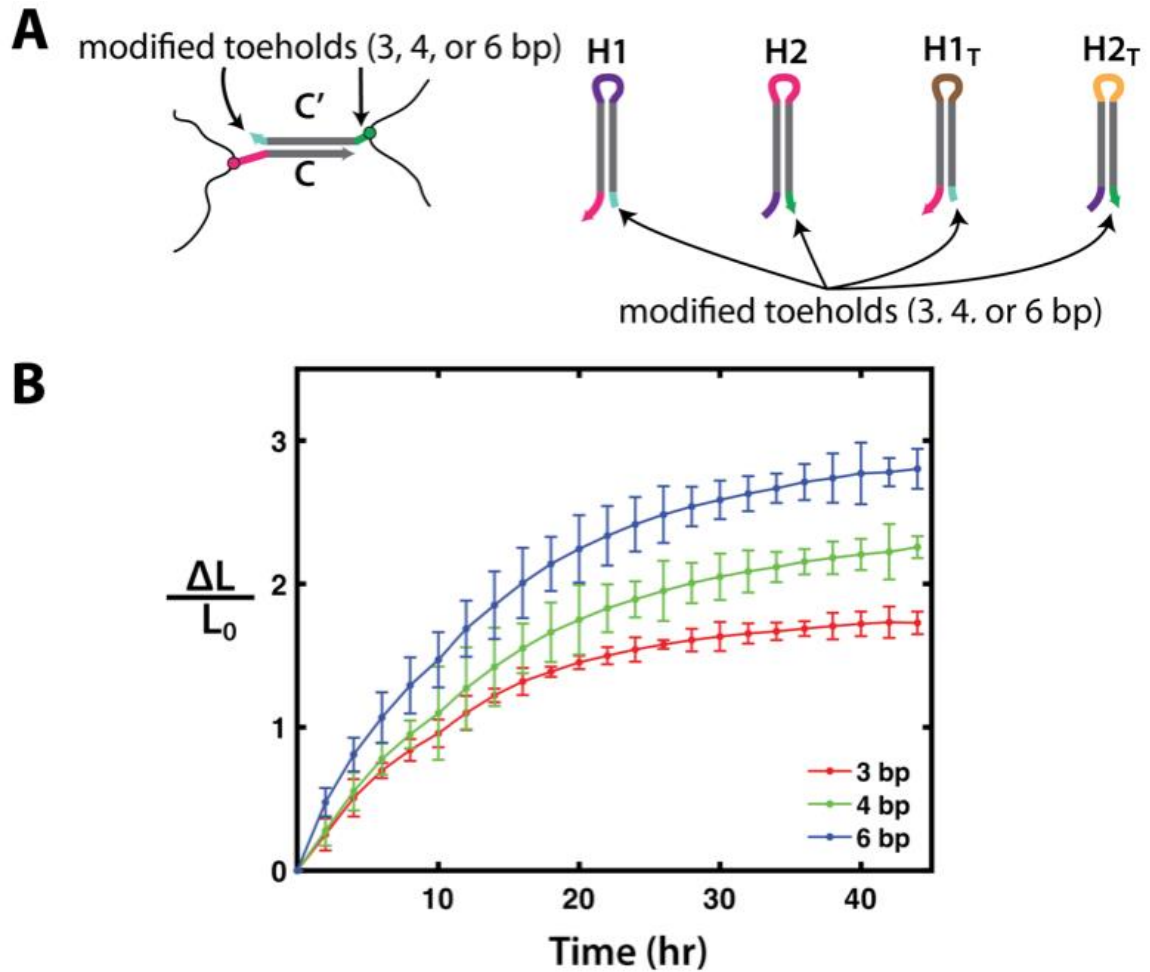 A
modified toeholds (3, 4, or 6 bp)
C'
C
H1
H2
H1T
H2T
modified toeholds (3. 4. or 6 bp)
B
3
2
1
0
ΔL
L0
10
20
30
40
Time (hr)
3 bp
4 bp
6 bp